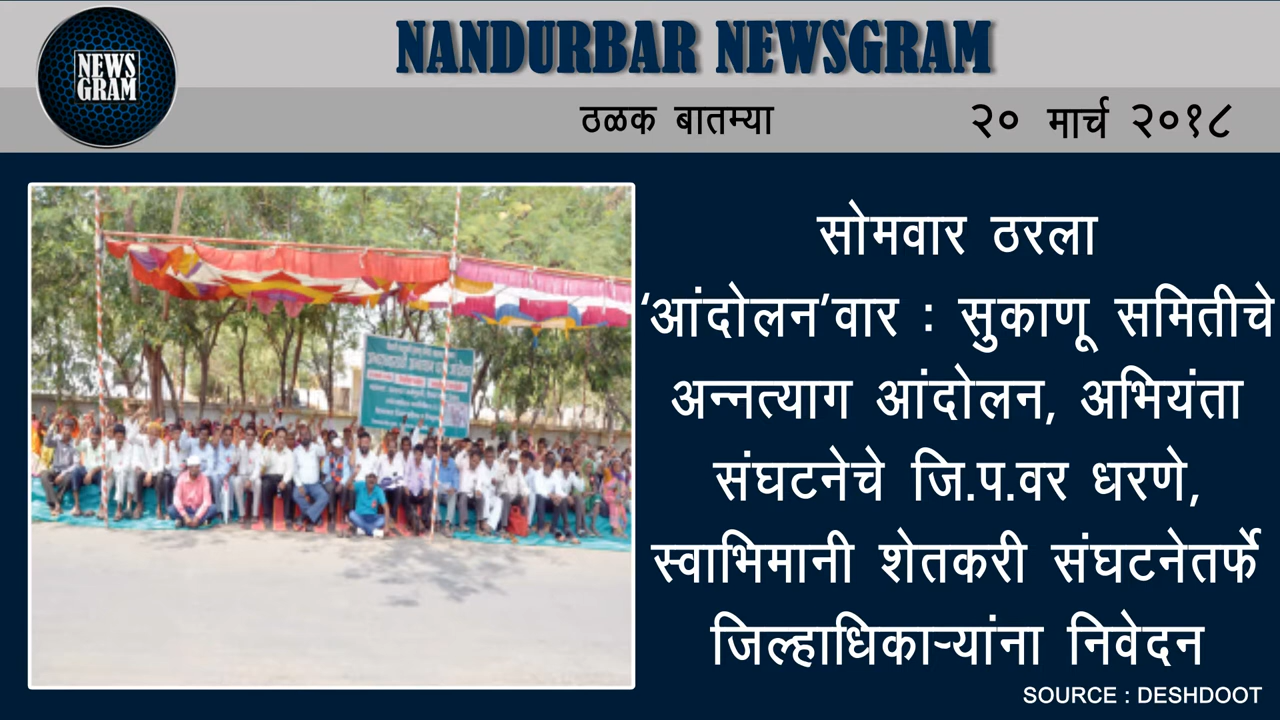 NEWS
GRAM
NANDURBAR NEWSGRAM
ठळक बातम्या
२० मार्च २०१८
सोमवार ठरला
‘आंदोलन’वार : सुकाणू समितीचे
अन्नत्याग आंदोलन, अभियंता
संघटनेचे जि.प.वर धरणे,
स्वाभिमानी शेतकरी संघटनेतर्फे
जिल्हाधिकाऱ्यांना निवेदन
SOURCE : DESHDOOT